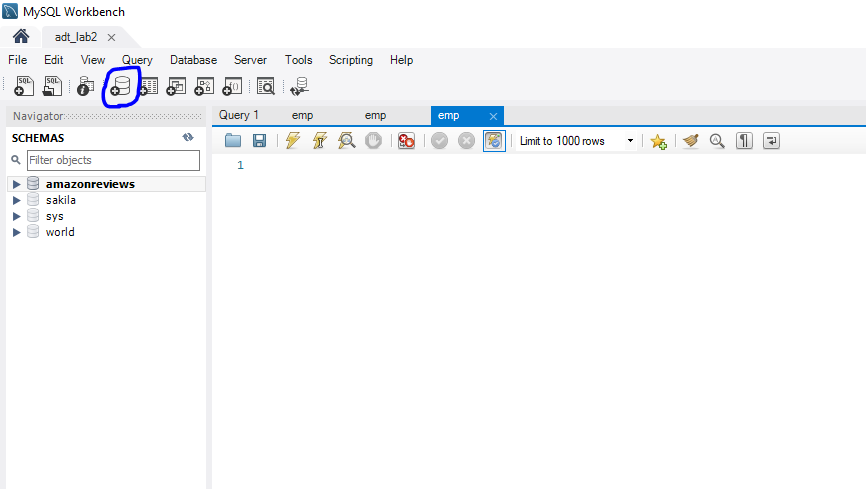 MySQL Workbench
adt_lab2
File Edit View Query Database Server Tools Scripting Help
SQL SQL
Navigator
SCHEMAS
Filter objects
amazonreviews
sakila
sys
world
Query 1 emp emp emp
Limit to 1000 rows
1